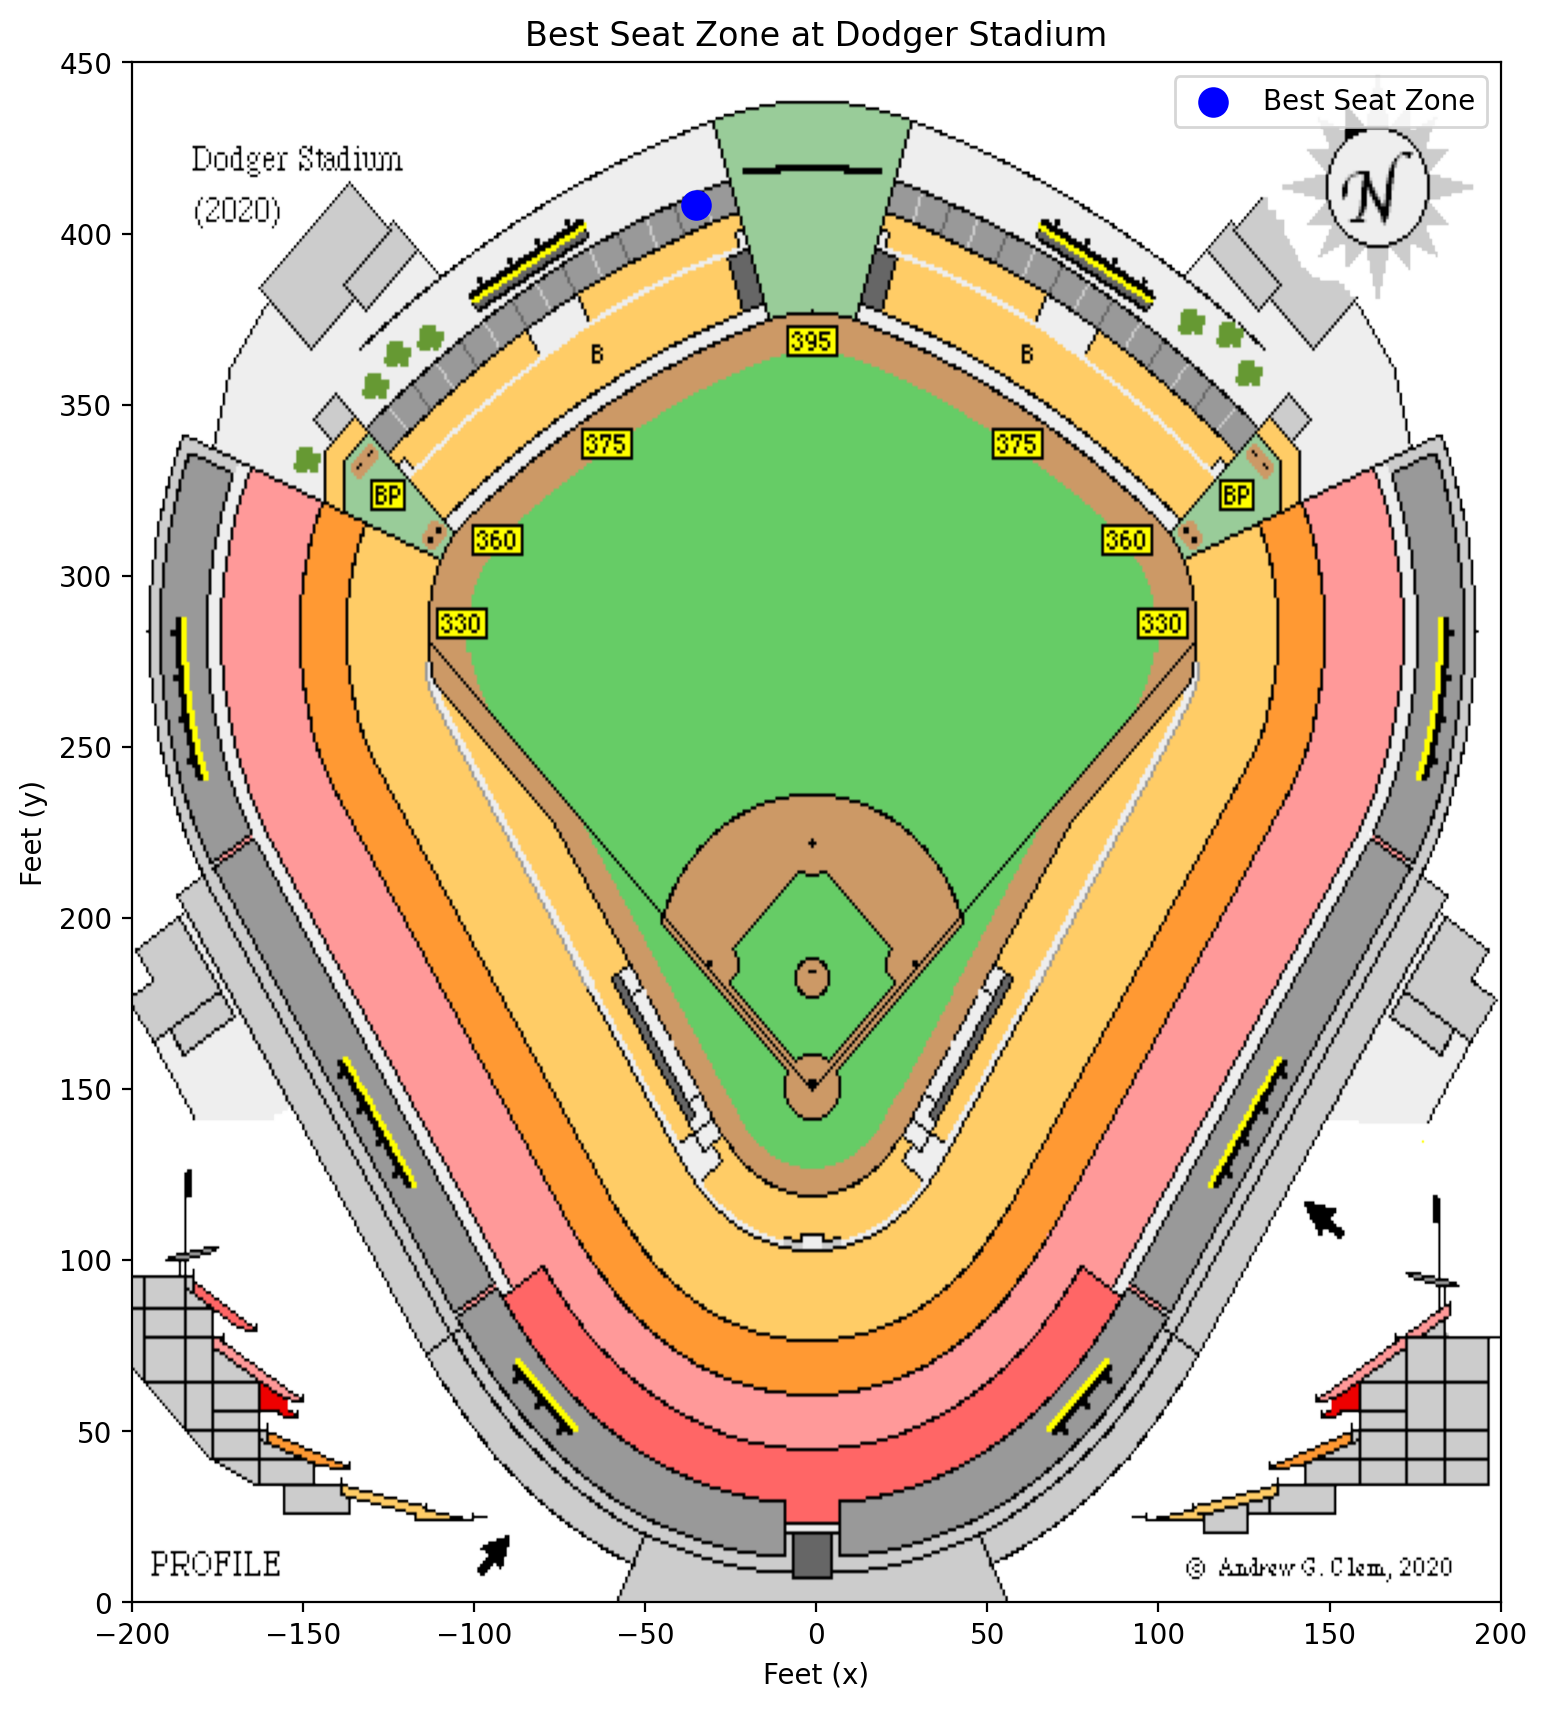 Best Seat Zone at Dodger Stadium
Best Seat Zone
Dodger Stadium
(2020)
N
395
B
B
375
375
BP
BP
360
360
330
330
PROFILE
© Andrew G. Clem, 2020
450
400
350
300
250
200
150
100
50
0
Feet (y)
−200
−150
−100
−50
0
50
100
150
200
Feet (x)